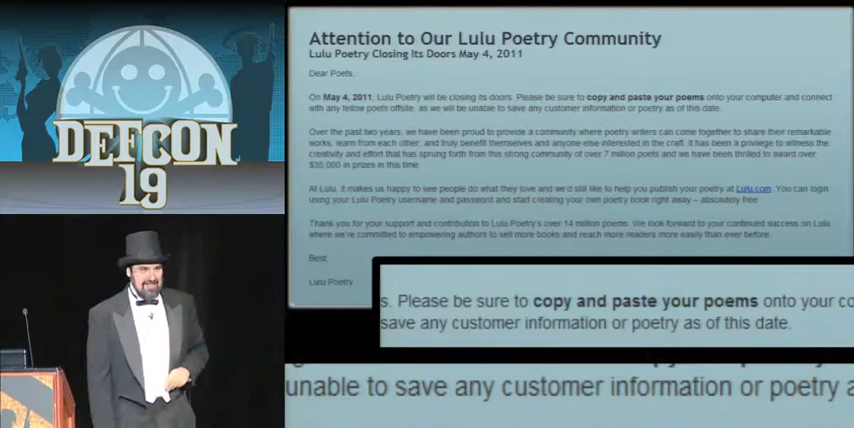 DEFCON
19
Attention to Our Lulu Poetry Community
Lulu Poetry Closing Its Doors May 4, 2011
Dear Poets,
On May 4, 2011, Lulu Poetry will be closing its doors. Please be sure to copy and paste your poems onto your computer and connect
with any fellow poets offsite, as we will be unable to save any customer information or poetry as of this date.
Over the past two years, we have been proud to provide a community where poetry writers can come together to share their remarkable
works, learn from each other, and truly benefit themselves and anyone else interested in the craft. It has been a privilege to witness the
creativity and effort that has sprung forth from this strong community of over 7 million poets and we have been thrilled to award over
$35,000 in prizes in this time.
At Lulu, it makes us happy to see people do what they love and we'd still like to help you publish your poetry at Lulu.com. You can login
using your Lulu Poetry username and password and start creating your own poetry book right away – absolutely free
Thank you for your support and contribution to Lulu Poetry's over 14 million poems. We look forward to your continued success on Lulu
where we're committed to empowering authors to sell more books and reach more readers more easily than ever before.
Best,
Lulu Poetry
s. Please be sure to copy and paste your poems onto your co
save any customer information or poetry as of this date.
unable to save any customer information or poetry a